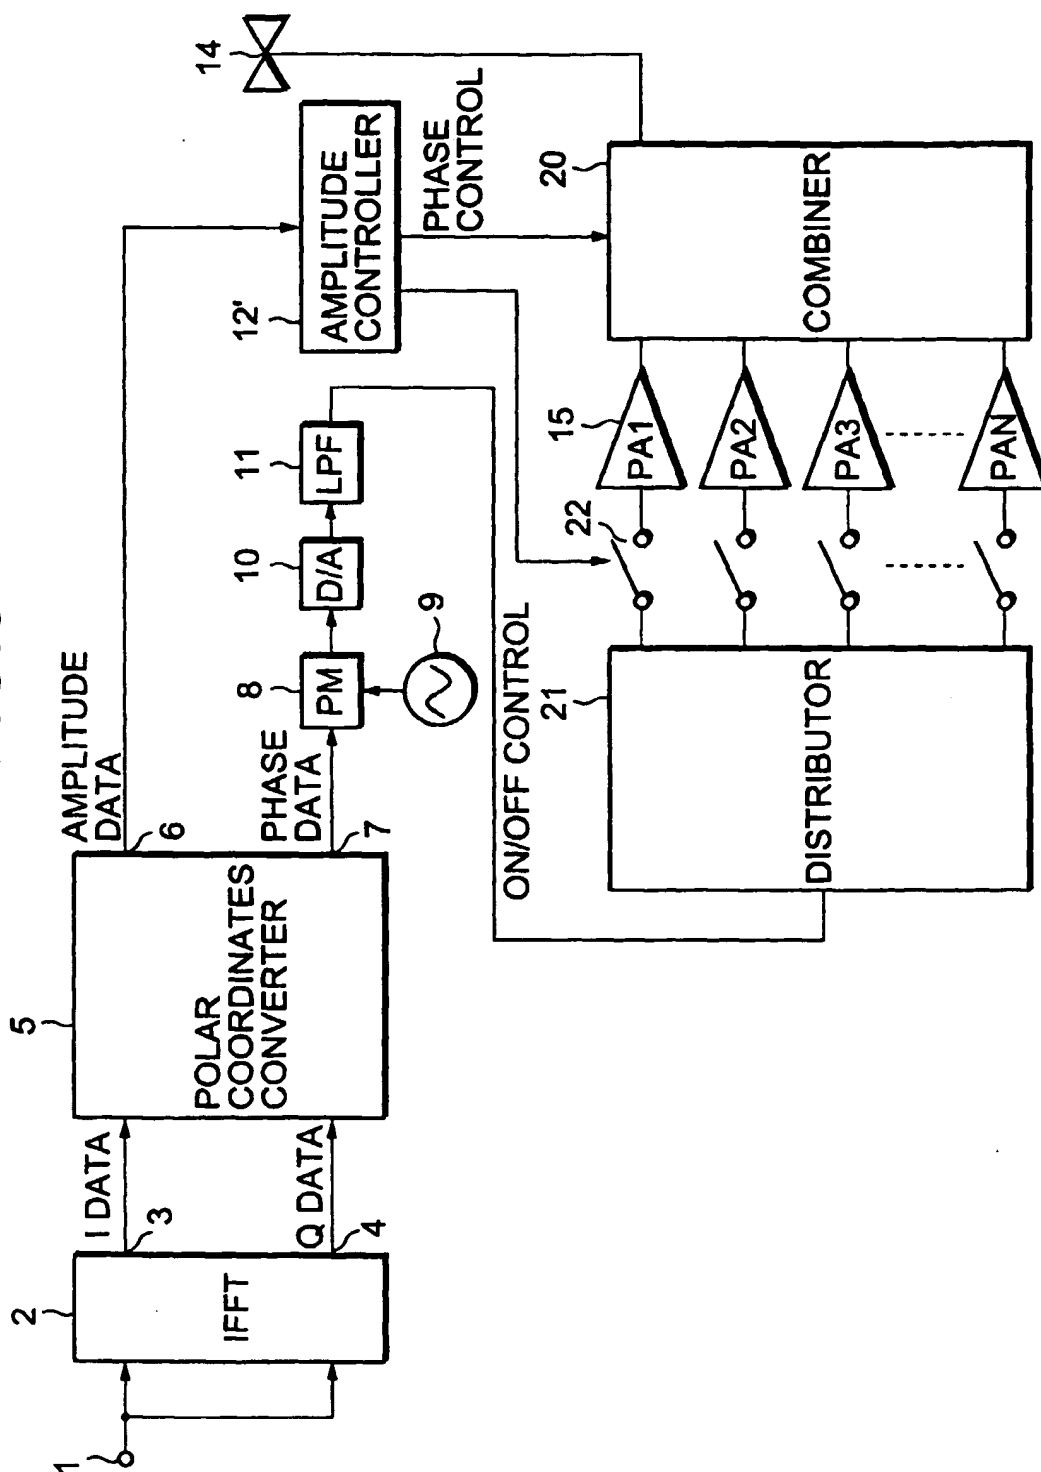 1
2
IFFT
3
I DATA
4
Q DATA
5
POLAR
COORDINATES
CONVERTER
6
AMPLITUDE
DATA
7
PHASE
DATA
8
PM
9
10
D/A
11
LPF
12'
AMPLITUDE
CONTROLLER
14
PHASE
CONTROL
ON/OFF CONTROL
21
DISTRIBUTOR
22
15
PA1
PA2
PA3
PAN
20
COMBINER